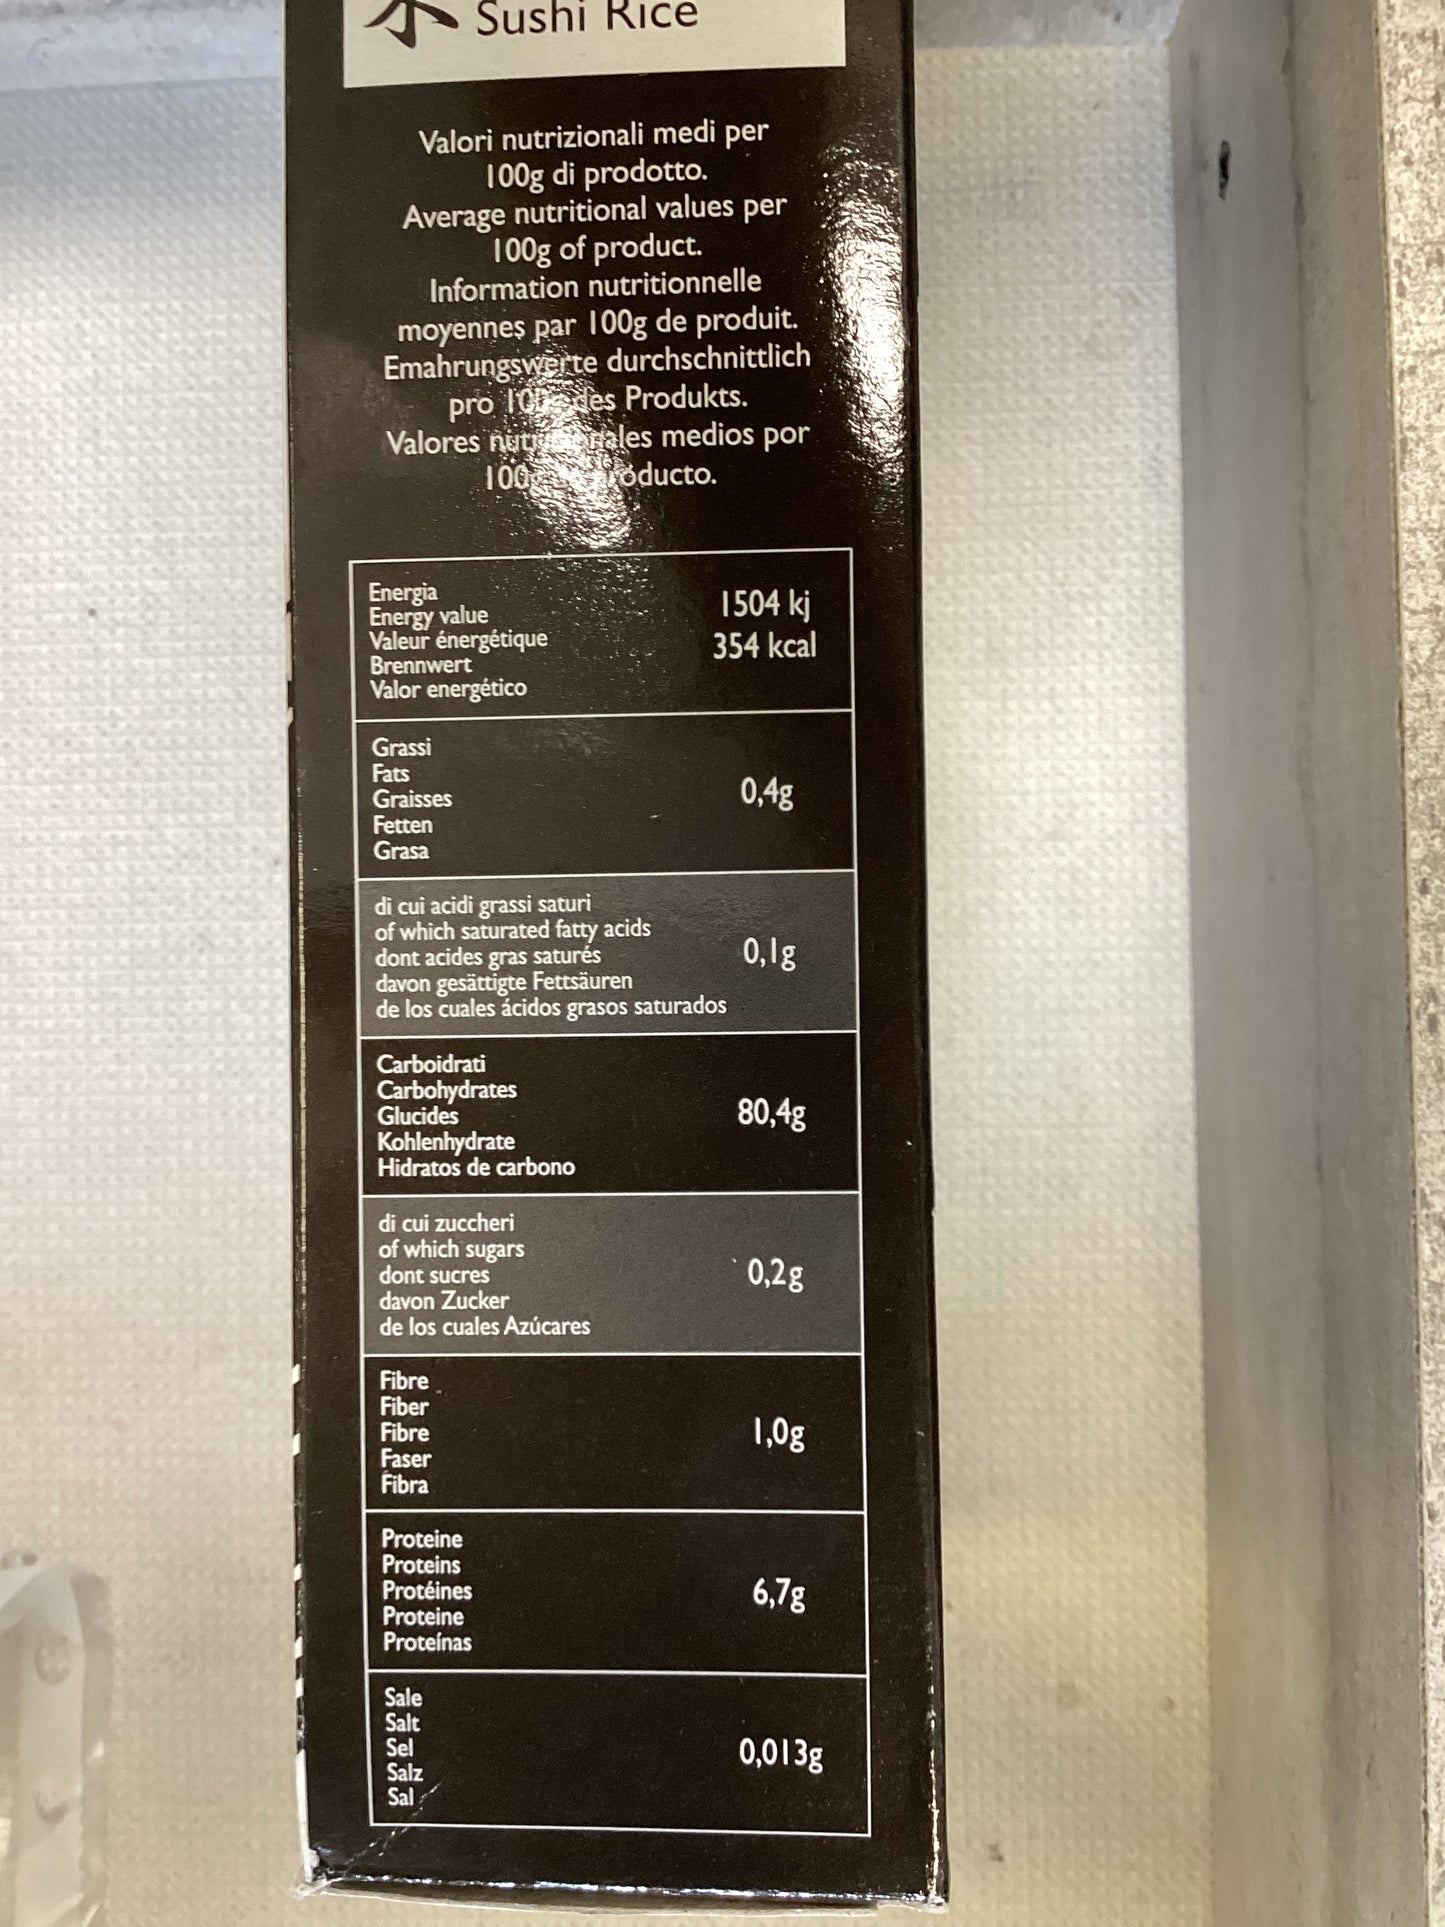 Sushi Rice
Valori nutrizionali medi per
100g di prodotto.
Average nutritional values per
100g of product.
Information nutritionnelle
moyennes par 100g de produit.
Emahrungswerte durchschnittlich
pro des Produkts.
Valores medios por
Energia
Energy value
Valeur énergétique
Brennwert
Valor energético
1504 kj
354 kcal
Grassi
Fats
Graisses
Fetten
Grasa
0,4g
di cui acidi grassi saturi
of which saturated fatty acids
dont acides gras saturés
davon gesättigte Fettsäuren
de los cuales ácidos grasos saturados
0,1g
Carboidrati
Carbohydrates
Glucides
Kohlenhydrate
Hidratos de carbono
80,4g
di cui zuccheri
of which sugars
dont sucres
davon Zucker
de los cuales Azúcares
0,2g
Fibre
Fiber
Fibre
Faser
Fibra
1,0g
Proteine
Proteins
Protéines
Proteine
Proteínas
6,7g
Sale
Salt
Sel
Salz
Sal
0,013g